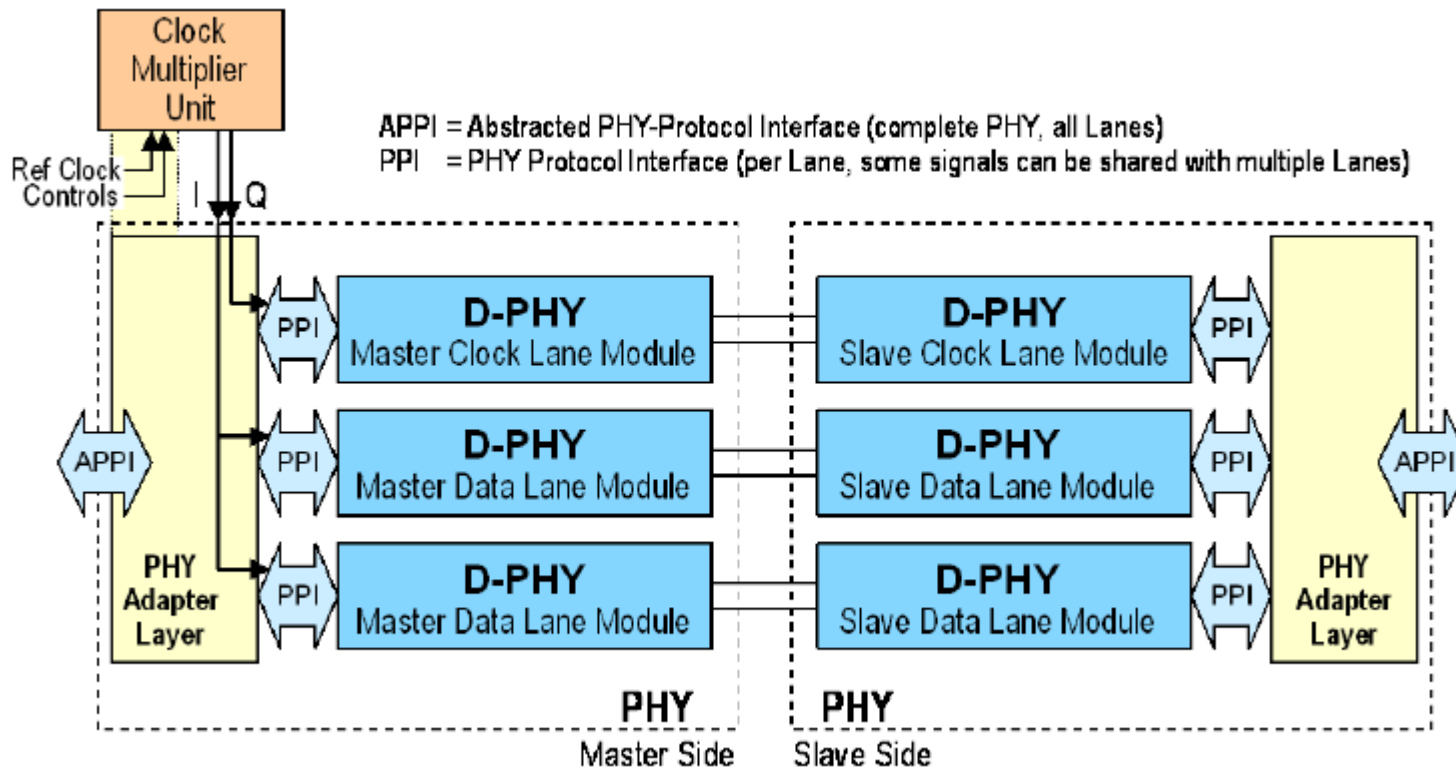 Clock
Multiplier
Unit
APPI = Abstracted PHY-Protocol Interface (complete PHY, all Lanes)
PPI = PHY Protocol Interface (per Lane, some signals can be shared with multiple Lanes)
Ref Clock
Controls
I Q
PPI
D-PHY
Master Clock Lane Module
D-PHY
Slave Clock Lane Module
PPI
APPI
PPI
D-PHY
Master Data Lane Module
D-PHY
Slave Data Lane Module
PPI
APPI
PHY
Adapter
Layer
PPI
D-PHY
Master Data Lane Module
D-PHY
Slave Data Lane Module
PPI
PHY
Adapter
Layer
PHY
Master Side
PHY
Slave Side